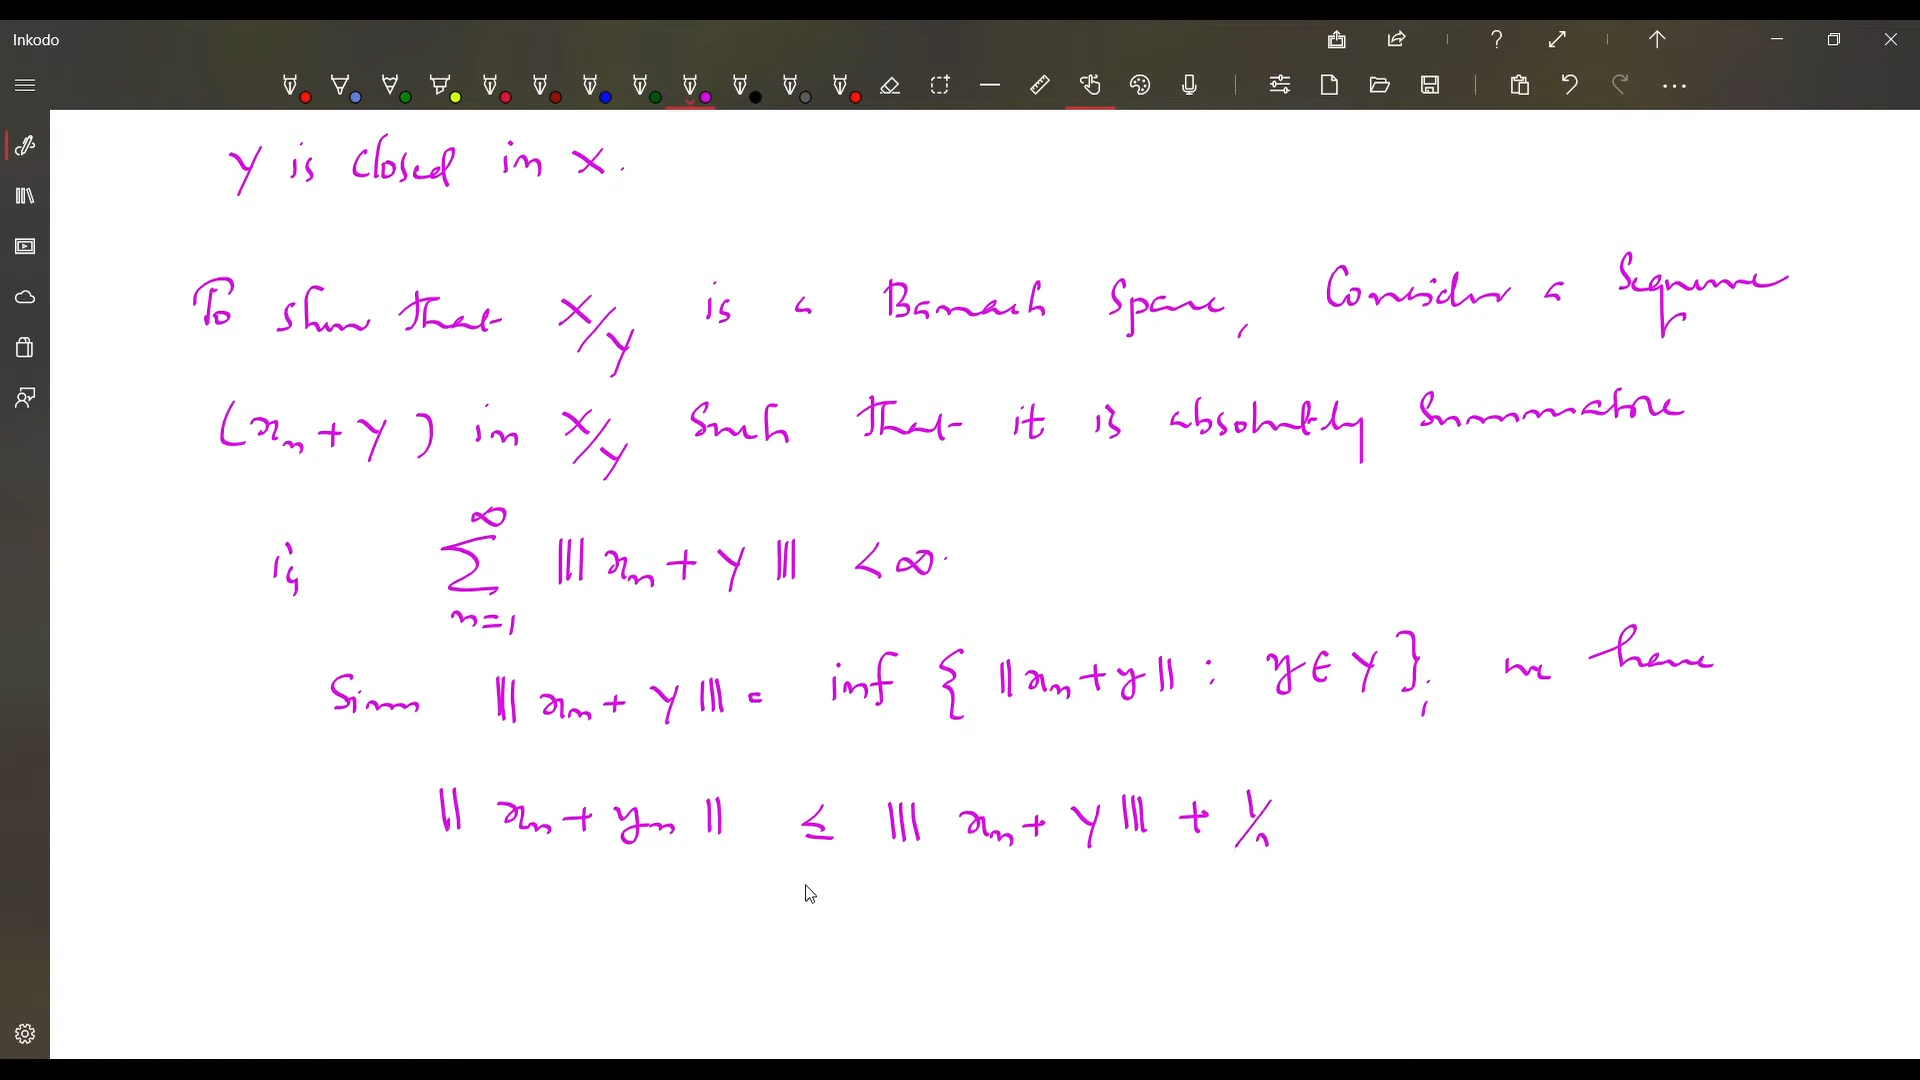 Inkodo
Y is closed in X.
To show that X/Y is a Banach space, Consider a sequence
(xₙ + Y) in X/Y such that it is absolutely summable
ie, ∞∑n=1 ||| xₙ + Y ||| < ∞.
Since ||| xₙ + Y ||| = inf { || xₙ + y || : y ∈ Y }, we have
|| xₙ + yₙ || ≤ ||| xₙ + Y ||| + 1/n